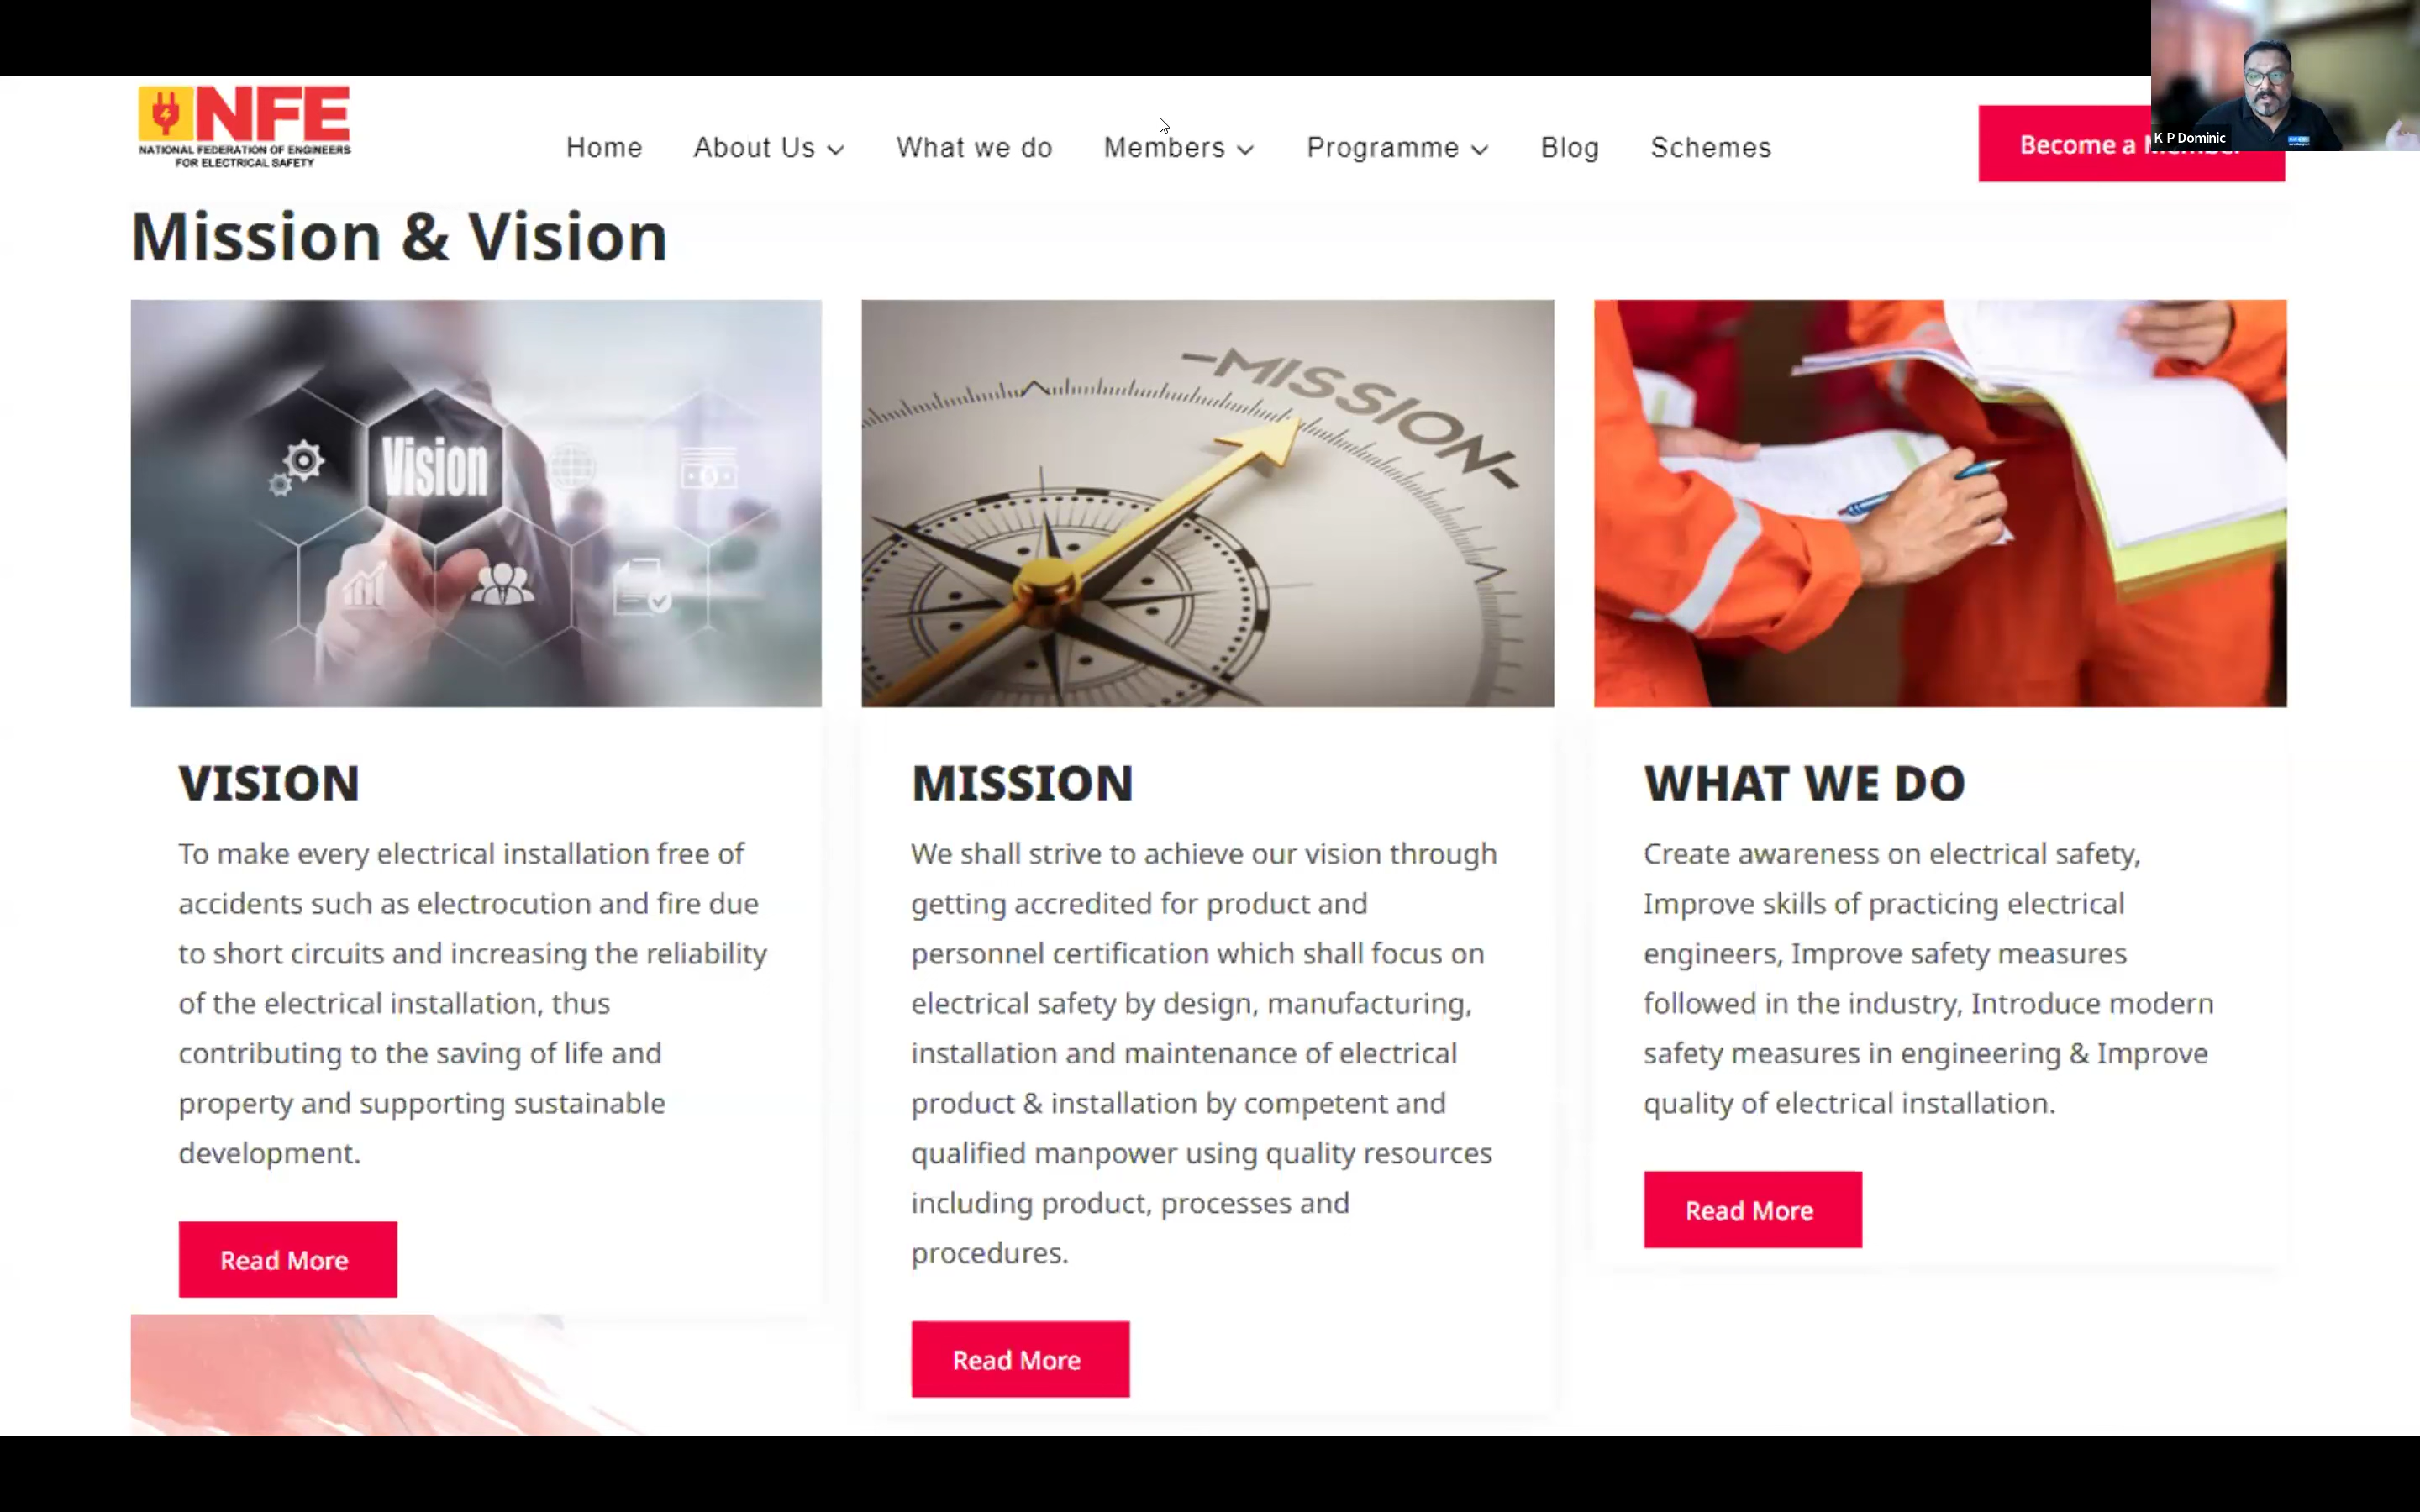 NFE
NATIONAL FEDERATION OF ENGINEERS
FOR ELECTRICAL SAFETY
Home
About Us
What we do
Members
Programme
Blog
Schemes
Become a
K P Dominic
Mission & Vision
Vision
-MISSION-
VISION
To make every electrical installation free of
accidents such as electrocution and fire due
to short circuits and increasing the reliability
of the electrical installation, thus
contributing to the saving of life and
property and supporting sustainable
development.
Read More
MISSION
We shall strive to achieve our vision through
getting accredited for product and
personnel certification which shall focus on
electrical safety by design, manufacturing,
installation and maintenance of electrical
product & installation by competent and
qualified manpower using quality resources
including product, processes and
procedures.
Read More
WHAT WE DO
Create awareness on electrical safety,
Improve skills of practicing electrical
engineers, Improve safety measures
followed in the industry, Introduce modern
safety measures in engineering & Improve
quality of electrical installation.
Read More